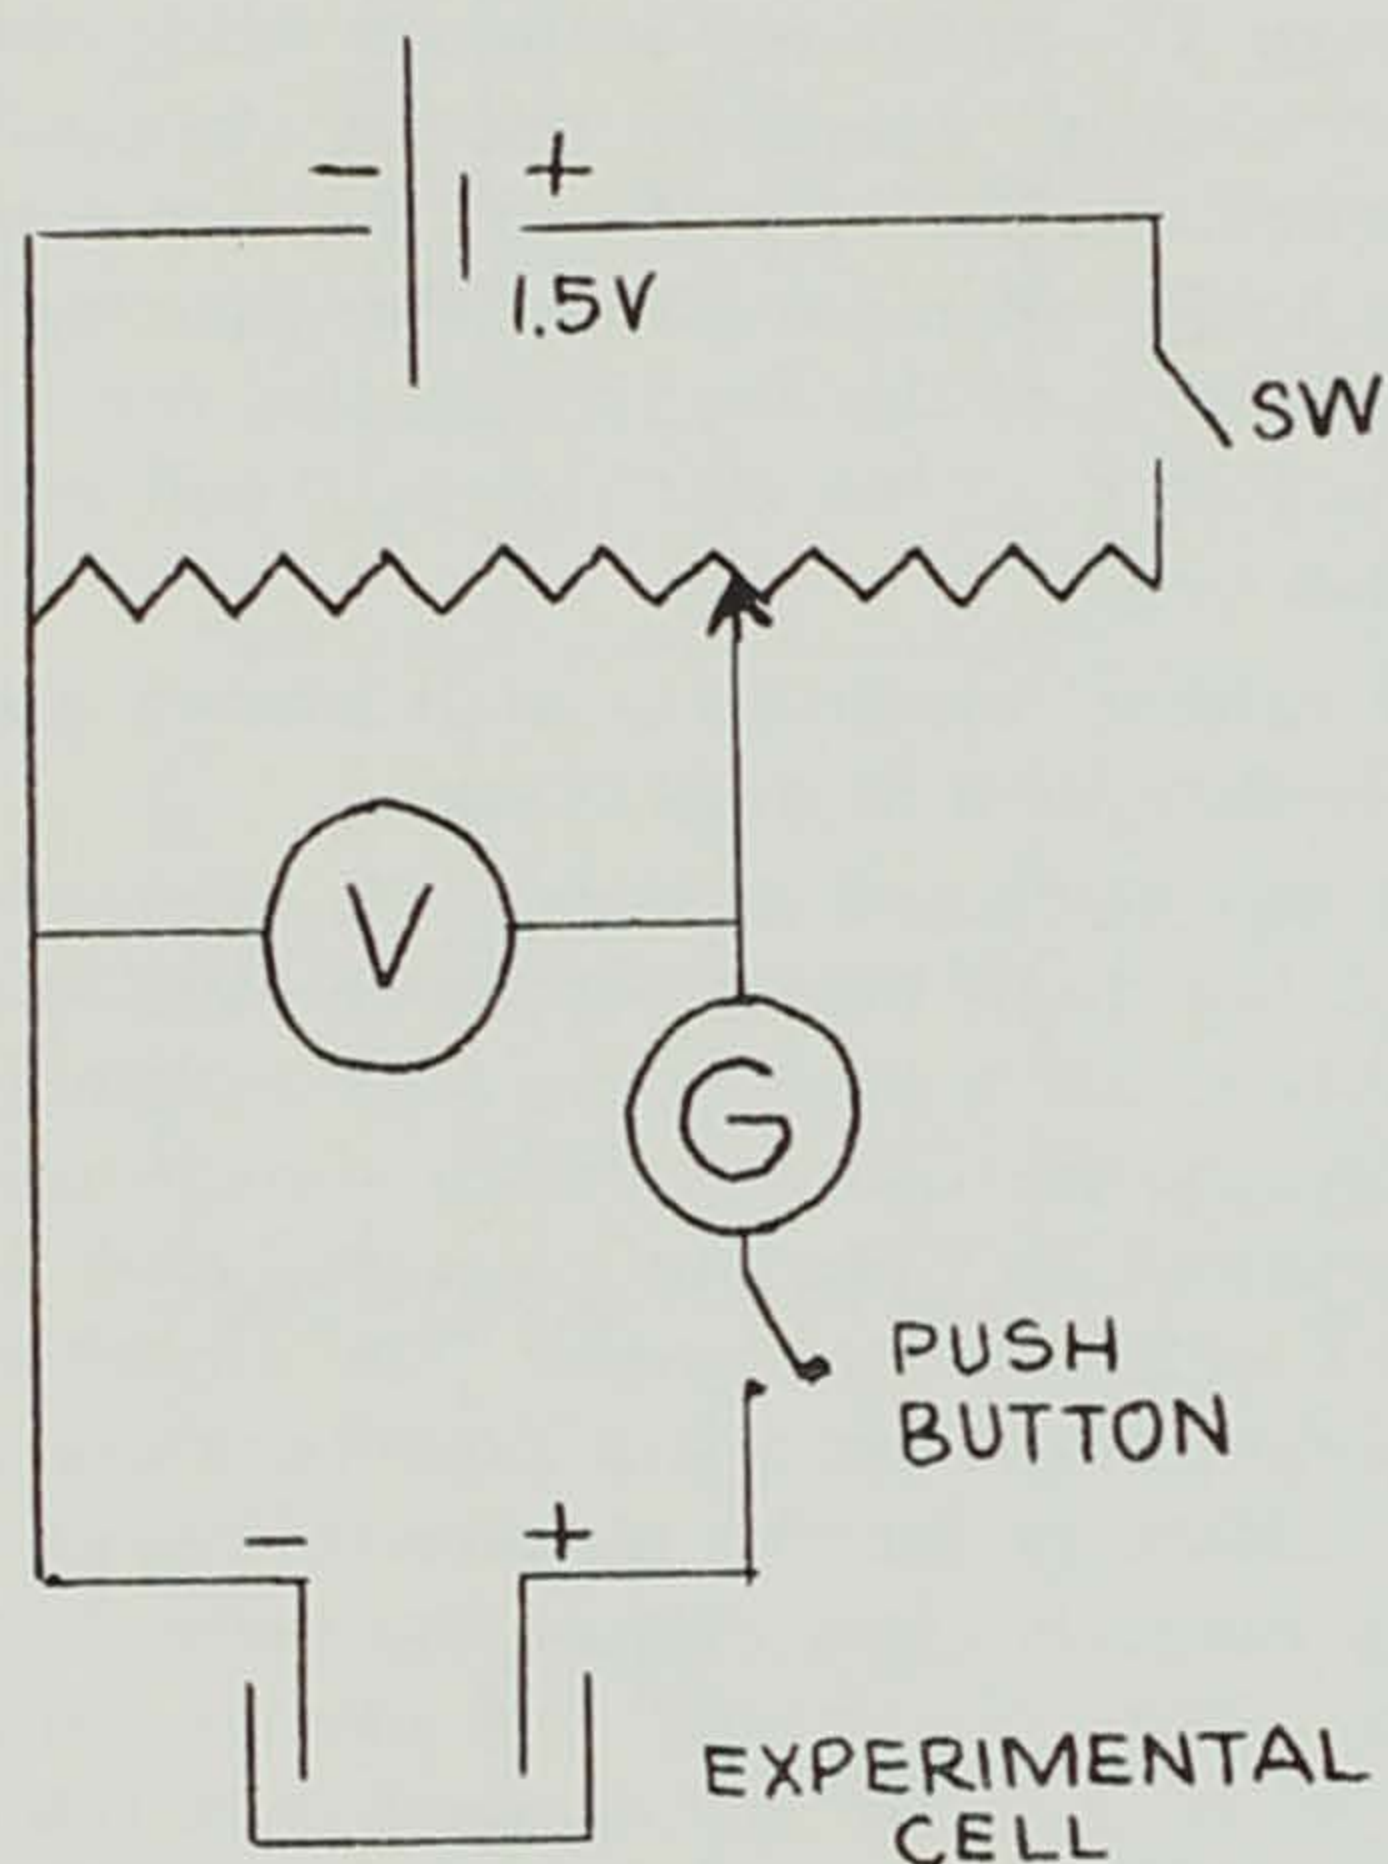 − +
1.5V
SW
V
G
PUSH
BUTTON
− +
EXPERIMENTAL
CELL